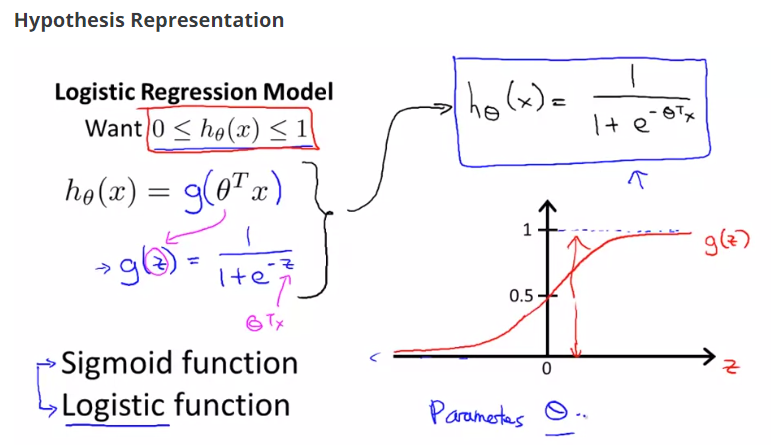 Hypothesis Representation
Logistic Regression Model
Want 0 ≤ hθ(x) ≤ 1
hθ(x) = g(θᵀx)
→ g(z) = 1 / 1+e^-z
θᵀx
Sigmoid function
Logistic function
hθ(x) = 1 / 1+e^-θᵀx
1
g(z)
0.5
0
z
Parameters θ..